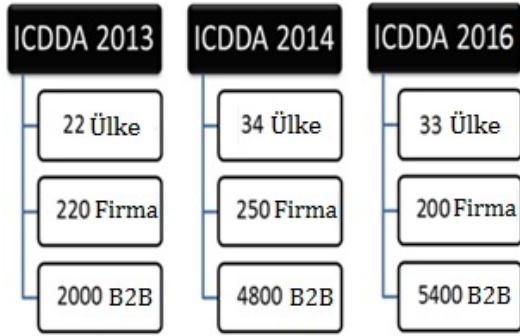 ICDDA 2013
22 Ülke
220 Firma
2000 B2B
ICDDA 2014
34 Ülke
250 Firma
4800 B2B
ICDDA 2016
33 Ülke
200 Firma
5400 B2B